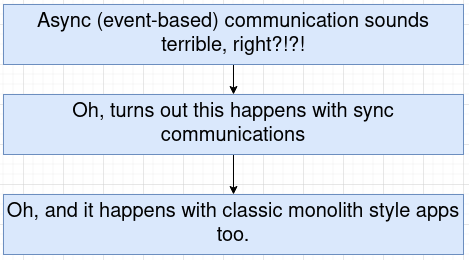 Async (event-based) communication sounds
terrible, right?!?!
Oh, turns out this happens with sync
communications
Oh, and it happens with classic monolith style apps
too.